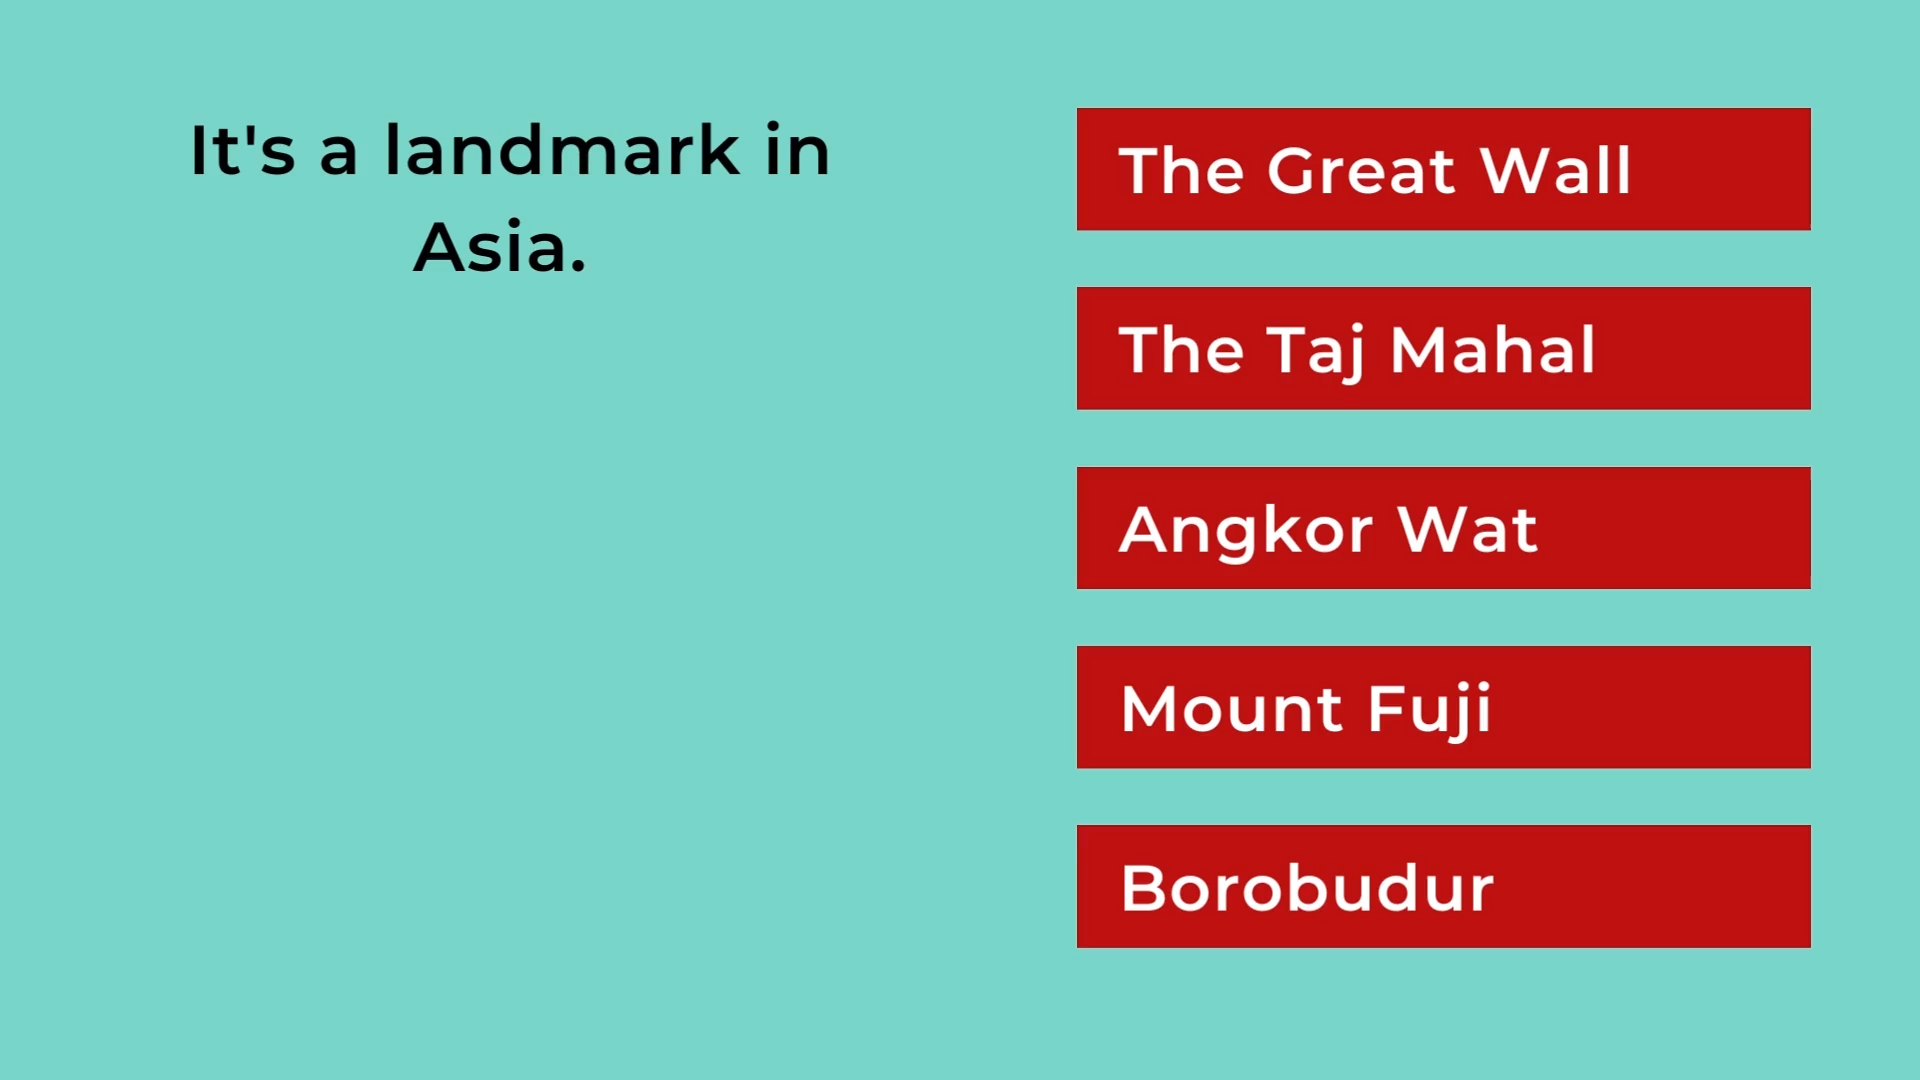 It's a landmark in
Asia.
The Great Wall
The Taj Mahal
Angkor Wat
Mount Fuji
Borobudur